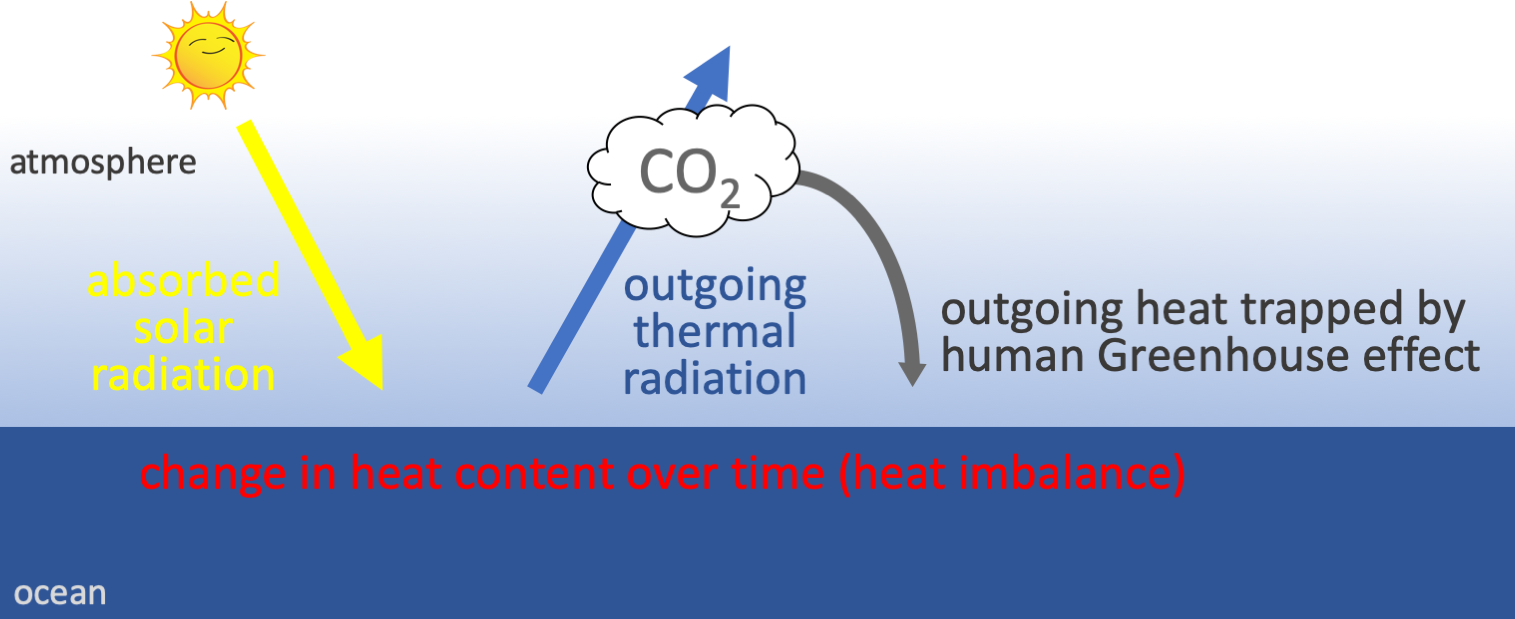 atmosphere
absorbed
solar
radiation
CO₂
outgoing
thermal
radiation
outgoing heat trapped by
human Greenhouse effect
change in heat content over time (heat imbalance)
ocean